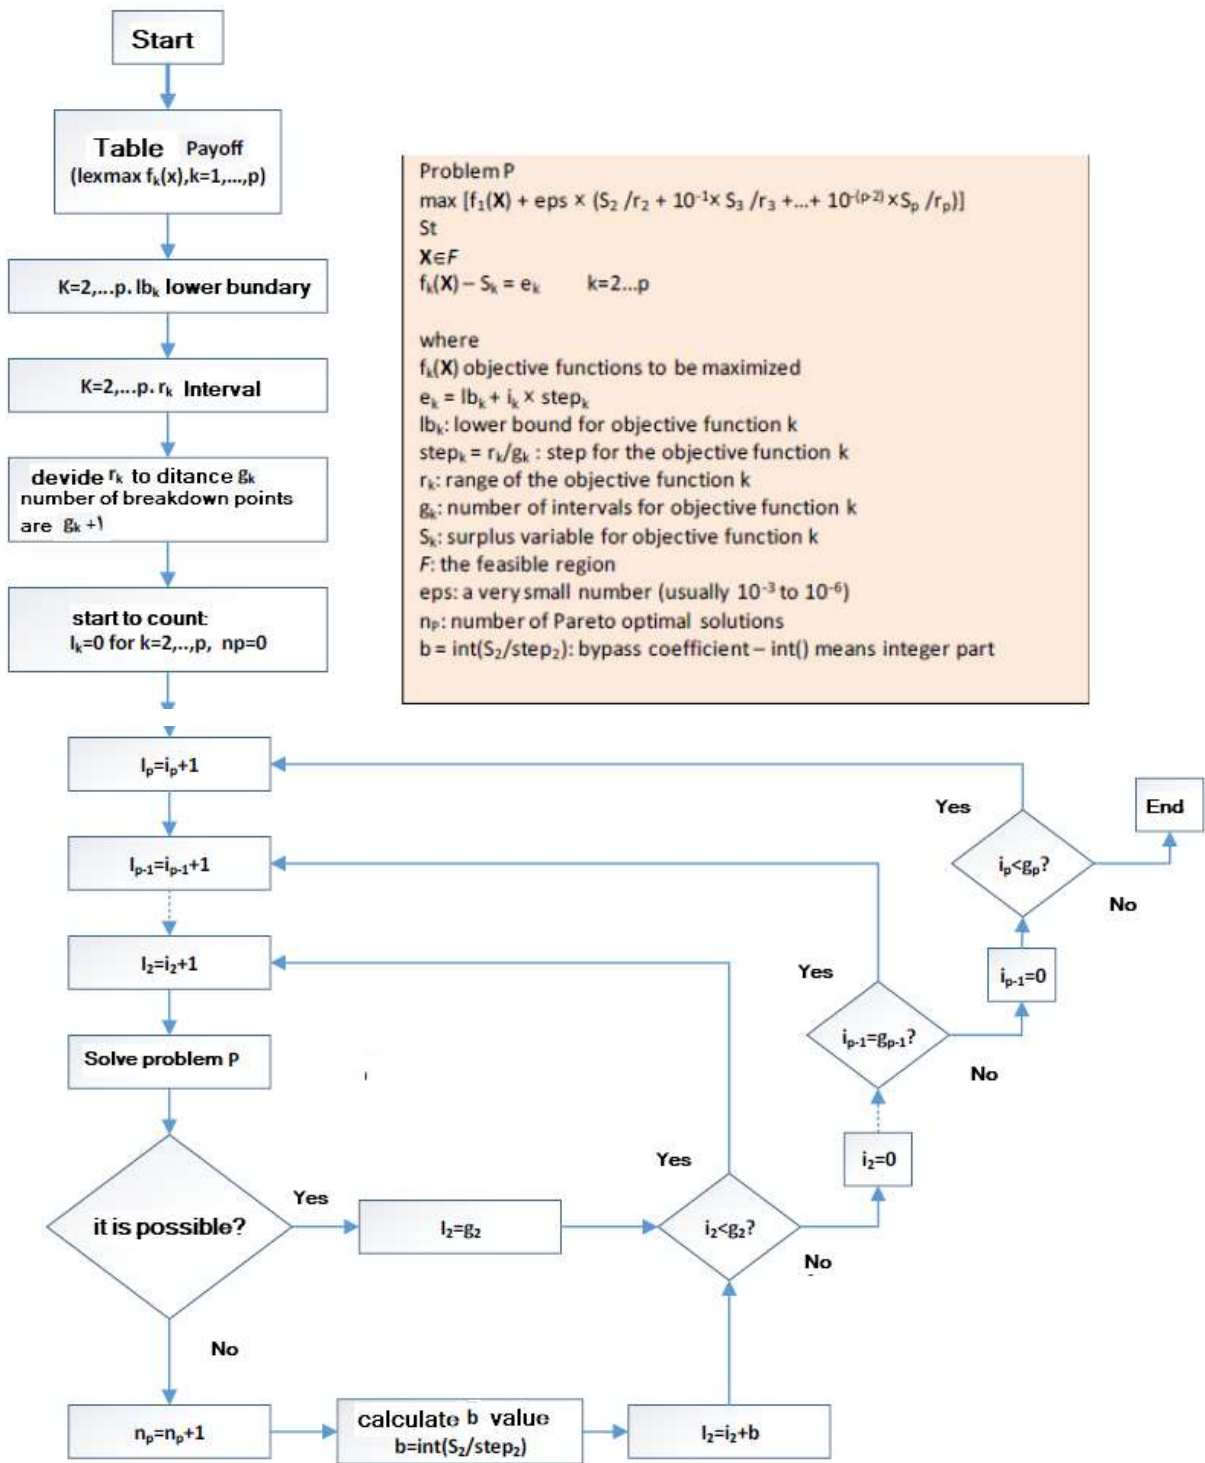 Start
Table Payoff
(lexmax fₖ(x),k=1,...,p)
K=2,...p. lbₖ lower bundary
K=2,...p. rₖ Interval
devide rₖ to ditance gₖ
number of breakdown points
are gₖ +1
start to count:
Iₖ=0 for k=2,..,p, np=0
Problem P
max [f₁(X) + eps × (S₂ /r₂ + 10⁻¹× S₃ /r₃ +...+ 10⁻⁽ᵖ⁻²⁾ ×Sₚ /rₚ)]
St
X∈F
fₖ(X) – Sₖ = eₖ k=2...p
where
fₖ(X) objective functions to be maximized
eₖ = lbₖ + iₖ × stepₖ
lbₖ: lower bound for objective function k
stepₖ = rₖ/gₖ : step for the objective function k
rₖ: range of the objective function k
gₖ: number of intervals for objective function k
Sₖ: surplus variable for objective function k
F: the feasible region
eps: a very small number (usually 10⁻³ to 10⁻⁶)
nₚ: number of Pareto optimal solutions
b = int(S₂/step₂): bypass coefficient – int() means integer part
Iₚ=iₚ+1
Iₚ₋₁=iₚ₋₁+1
I₂=i₂+1
Solve problem P
it is possible?
Yes
I₂=g₂
No
nₚ=nₚ+1
calculate b value
b=int(S₂/step₂)
I₂=i₂+b
i₂<g₂?
Yes
No
i₂=0
iₚ₋₁=gₚ₋₁?
Yes
No
iₚ₋₁=0
iₚ<gₚ?
Yes
No
End